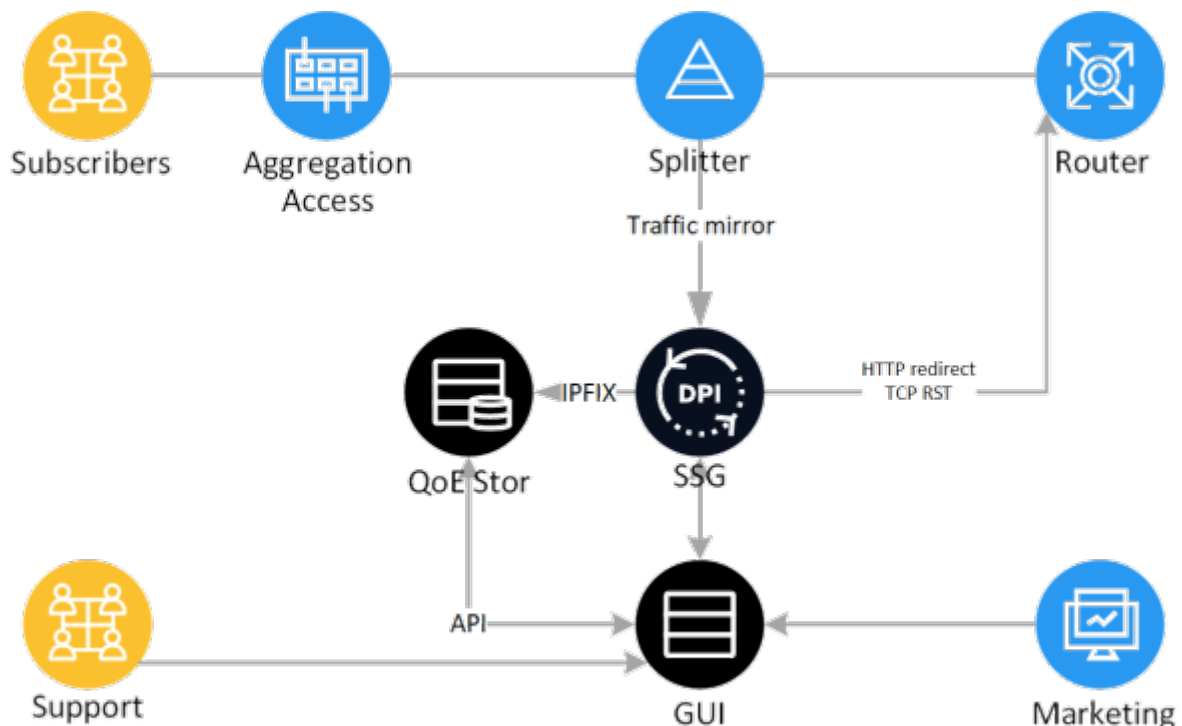 Subscribers
Aggregation
Access
Splitter
Router
Traffic mirror
HTTP redirect
TCP RST
IPFIX
DPI
QoE Stor
SSG
API
Support
GUI
Marketing